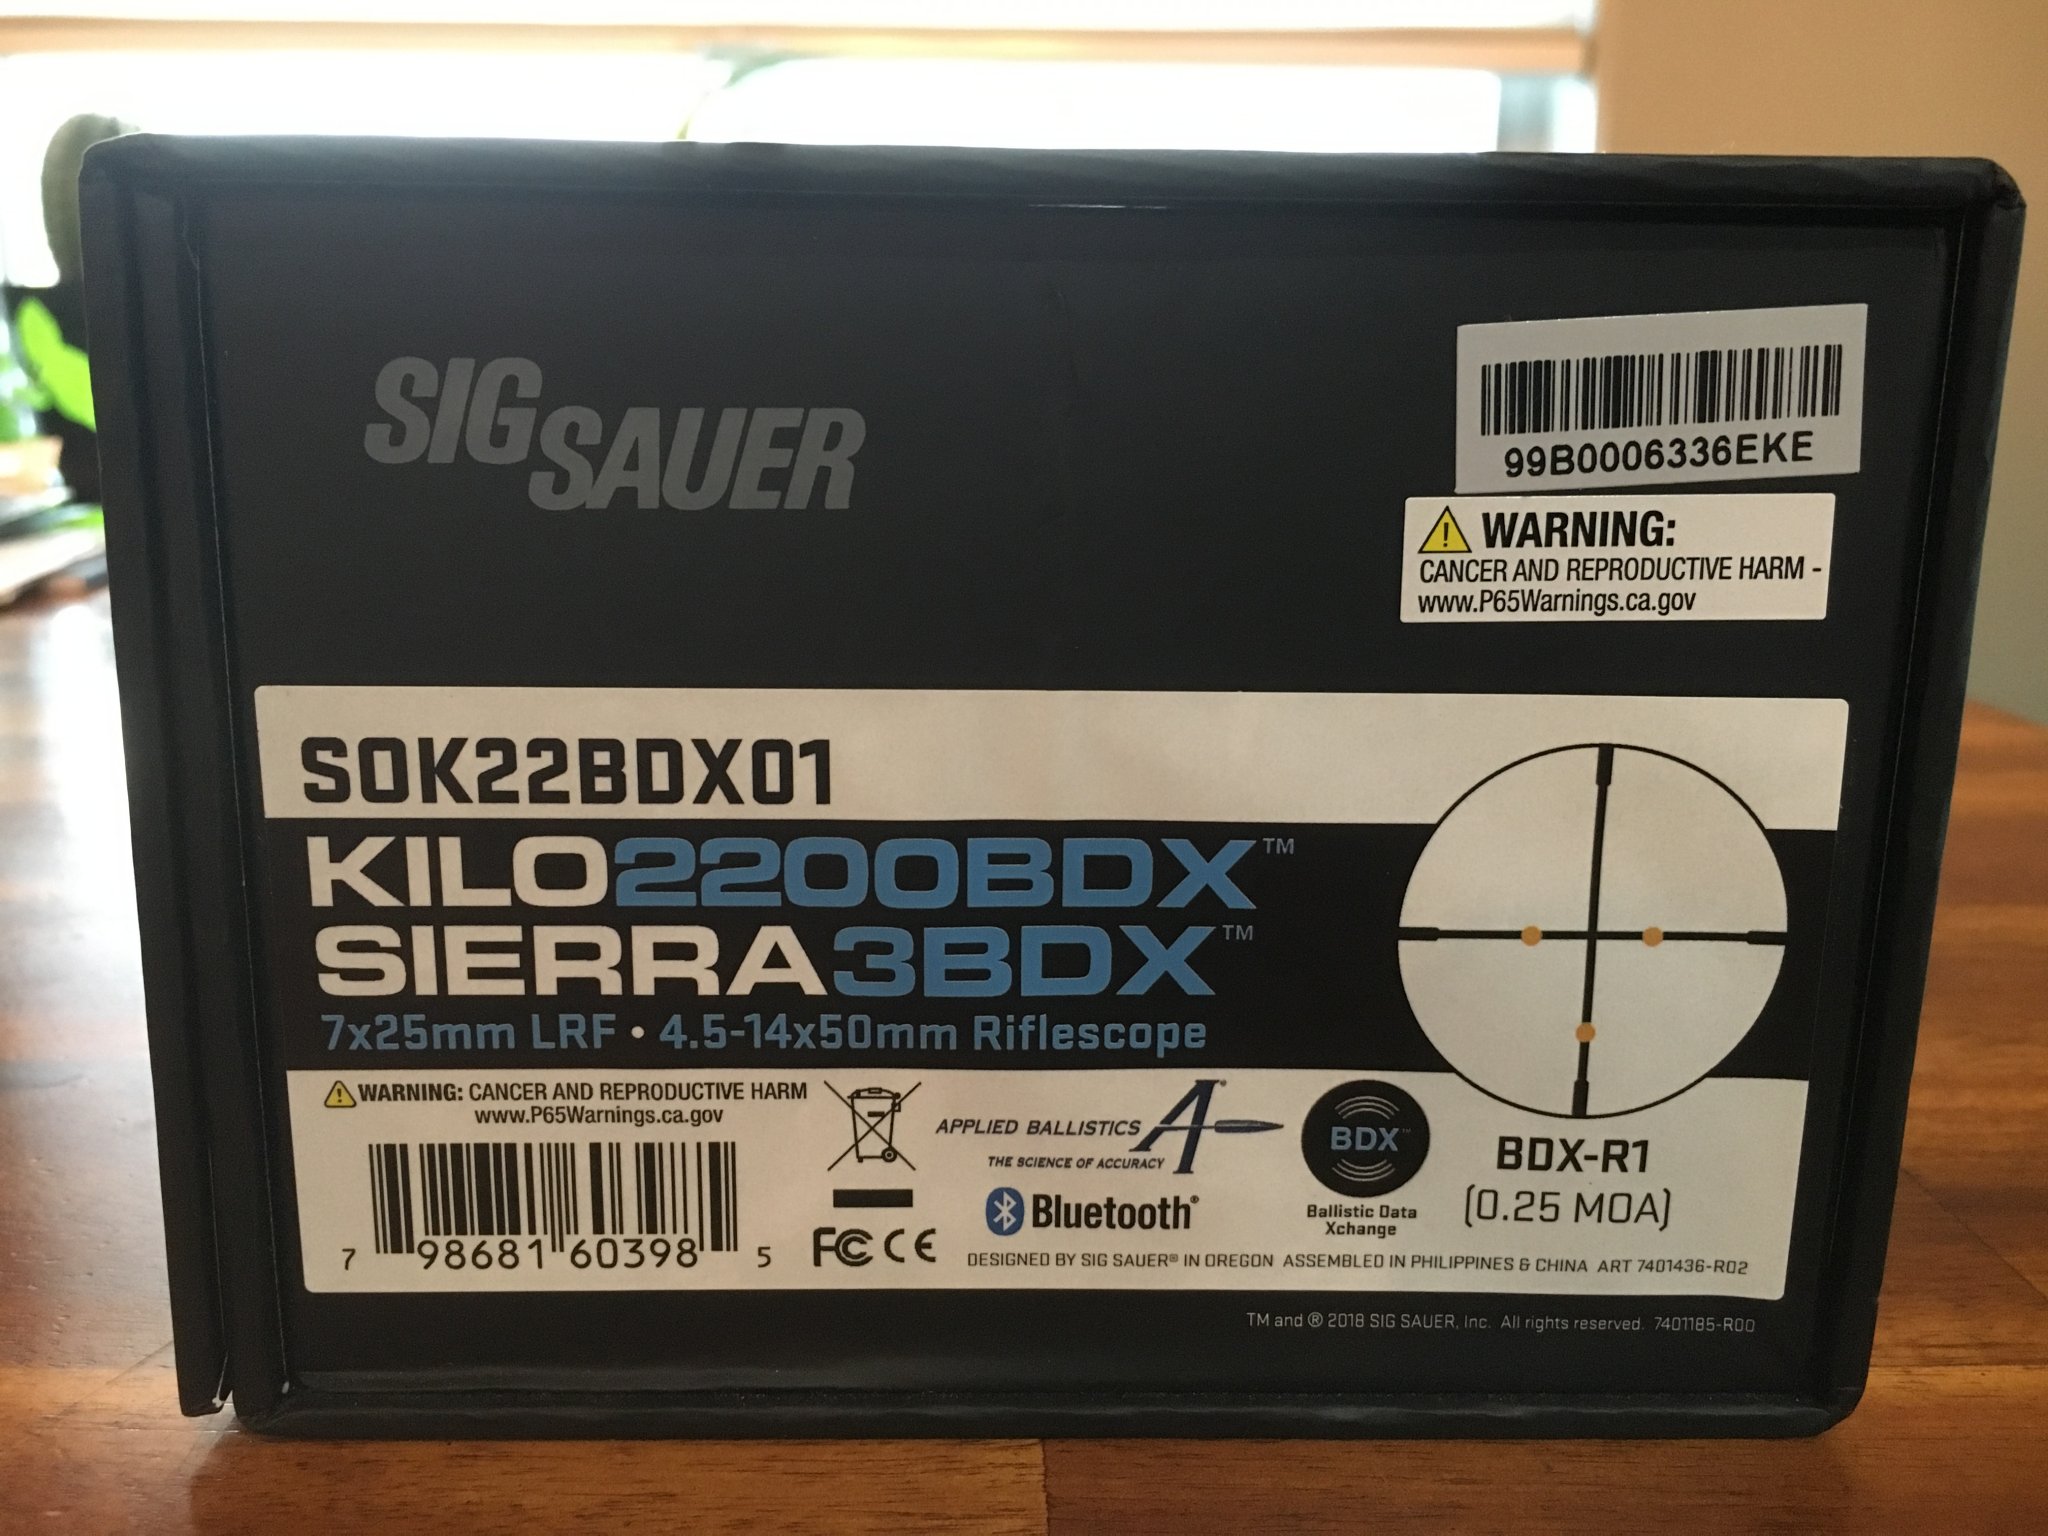 SIG SAUER
99B0006336EKE
WARNING:
CANCER AND REPRODUCTIVE HARM -
www.P65Warnings.ca.gov
SOK22BDX01
KILO2200BDX™
SIERRA3BDX™
7x25mm LRF • 4.5-14x50mm Riflescope
WARNING: CANCER AND REPRODUCTIVE HARM
www.P65Warnings.ca.gov
7 98681 60398 5
FC CE
APPLIED BALLISTICS A®
THE SCIENCE OF ACCURACY
Bluetooth®
BDX™
Ballistic Data
Xchange
BDX-R1
(0.25 MOA)
DESIGNED BY SIG SAUER® IN OREGON ASSEMBLED IN PHILIPPINES & CHINA ART 7401436-R02
TM and ® 2018 SIG SAUER, Inc. All rights reserved. 7401185-R00